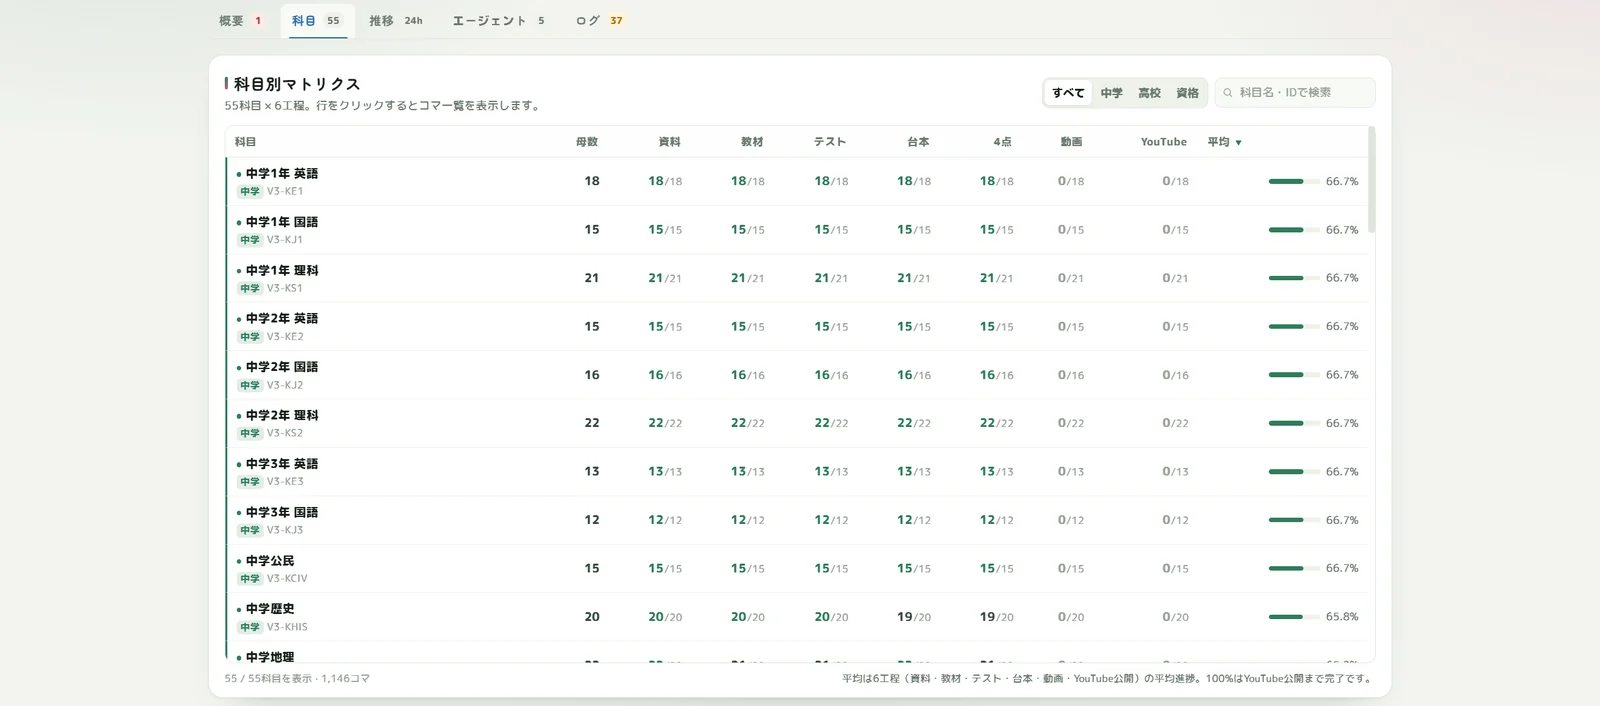 概要 1 科目 55 推移 24h エージェント 5 ログ 37
科目別マトリクス
55科目 × 6工程。行をクリックするとコマ一覧を表示します。
すべて 中学 高校 資格 科目名・IDで検索
科目 母数 資料 教材 テスト 台本 4点 動画 YouTube 平均 ▼
中学1年 英語
中学 V3-KE1
18 18/18 18/18 18/18 18/18 18/18 0/18 0/18 66.7%
中学1年 国語
中学 V3-KJ1
15 15/15 15/15 15/15 15/15 15/15 0/15 0/15 66.7%
中学1年 理科
中学 V3-KS1
21 21/21 21/21 21/21 21/21 21/21 0/21 0/21 66.7%
中学2年 英語
中学 V3-KE2
15 15/15 15/15 15/15 15/15 15/15 0/15 0/15 66.7%
中学2年 国語
中学 V3-KJ2
16 16/16 16/16 16/16 16/16 16/16 0/16 0/16 66.7%
中学2年 理科
中学 V3-KS2
22 22/22 22/22 22/22 22/22 22/22 0/22 0/22 66.7%
中学3年 英語
中学 V3-KE3
13 13/13 13/13 13/13 13/13 13/13 0/13 0/13 66.7%
中学3年 国語
中学 V3-KJ3
12 12/12 12/12 12/12 12/12 12/12 0/12 0/12 66.7%
中学公民
中学 V3-KCIV
15 15/15 15/15 15/15 15/15 15/15 0/15 0/15 66.7%
中学歴史
中学 V3-KHIS
20 20/20 20/20 20/20 19/20 19/20 0/20 0/20 65.8%
中学地理
55 / 55科目を表示 · 1,146コマ
平均は6工程（資料・教材・テスト・台本・動画・YouTube公開）の平均進捗。100%はYouTube公開まで完了です。